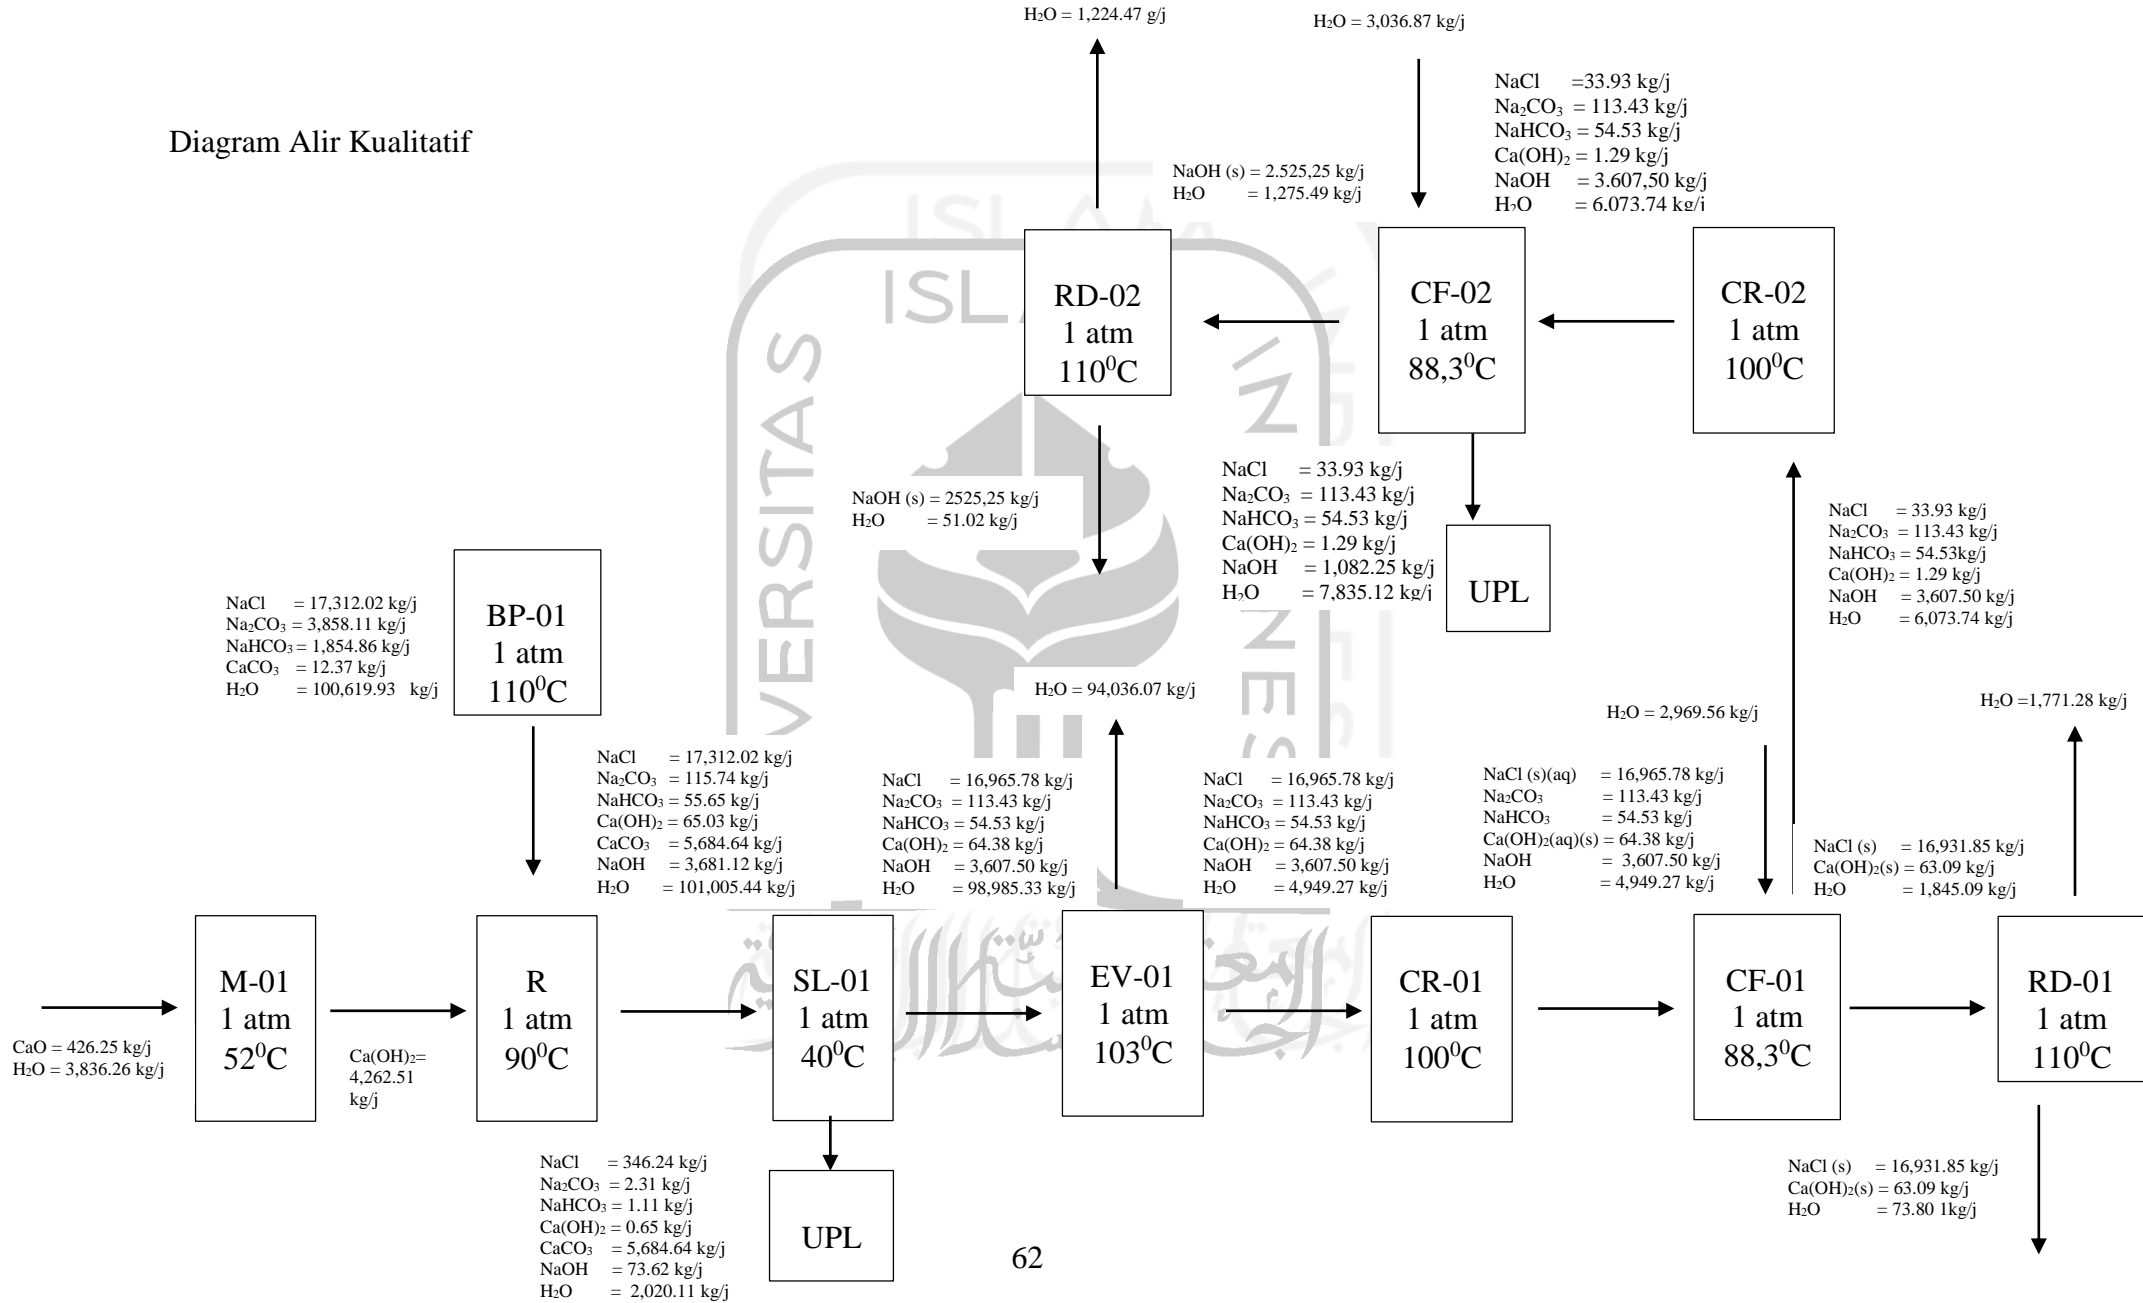 H₂O = 1,224.47 g/j
H₂O = 3,036.87 kg/j
NaCl =33.93 kg/j
Na₂CO₃ = 113.43 kg/j
NaHCO₃ = 54.53 kg/j
Ca(OH)₂ = 1.29 kg/j
NaOH = 3.607,50 kg/j
H₂O = 6,073.74 kg/j
Diagram Alir Kualitatif
NaOH (s) = 2.525,25 kg/j
H₂O = 1,275.49 kg/j
RD-02
1 atm
110⁰C
CF-02
1 atm
88,3⁰C
CR-02
1 atm
100⁰C
ISLAM
UNIVERSITAS
NaOH (s) = 2525,25 kg/j
H₂O = 51.02 kg/j
NaCl = 33.93 kg/j
Na₂CO₃ = 113.43 kg/j
NaHCO₃ = 54.53 kg/j
Ca(OH)₂ = 1.29 kg/j
NaOH = 1,082.25 kg/j
H₂O = 7,835.12 kg/j
UPL
NaCl = 33.93 kg/j
Na₂CO₃ = 113.43 kg/j
NaHCO₃ = 54.53kg/j
Ca(OH)₂ = 1.29 kg/j
NaOH = 3,607.50 kg/j
H₂O = 6,073.74 kg/j
NaCl = 17,312.02 kg/j
Na₂CO₃ = 3,858.11 kg/j
NaHCO₃ = 1,854.86 kg/j
CaCO₃ = 12.37 kg/j
H₂O = 100,619.93 kg/j
BP-01
1 atm
110⁰C
H₂O = 94,036.07 kg/j
H₂O = 2,969.56 kg/j
H₂O =1,771.28 kg/j
NaCl = 17,312.02 kg/j
Na₂CO₃ = 115.74 kg/j
NaHCO₃ = 55.65 kg/j
Ca(OH)₂ = 65.03 kg/j
CaCO₃ = 5,684.64 kg/j
NaOH = 3,681.12 kg/j
H₂O = 101,005.44 kg/j
NaCl = 16,965.78 kg/j
Na₂CO₃ = 113.43 kg/j
NaHCO₃ = 54.53 kg/j
Ca(OH)₂ = 64.38 kg/j
NaOH = 3,607.50 kg/j
H₂O = 98,985.33 kg/j
NaCl = 16,965.78 kg/j
Na₂CO₃ = 113.43 kg/j
NaHCO₃ = 54.53 kg/j
Ca(OH)₂ = 64.38 kg/j
NaOH = 3,607.50 kg/j
H₂O = 4,949.27 kg/j
NaCl (s)(aq) = 16,965.78 kg/j
Na₂CO₃ = 113.43 kg/j
NaHCO₃ = 54.53 kg/j
Ca(OH)₂(aq)(s) = 64.38 kg/j
NaOH = 3,607.50 kg/j
H₂O = 4,949.27 kg/j
NaCl (s) = 16,931.85 kg/j
Ca(OH)₂(s) = 63.09 kg/j
H₂O = 1,845.09 kg/j
CaO = 426.25 kg/j
H₂O = 3,836.26 kg/j
M-01
1 atm
52⁰C
Ca(OH)₂=
4,262.51
kg/j
R
1 atm
90⁰C
SL-01
1 atm
40⁰C
EV-01
1 atm
103⁰C
CR-01
1 atm
100⁰C
CF-01
1 atm
88,3⁰C
RD-01
1 atm
110⁰C
NaCl = 346.24 kg/j
Na₂CO₃ = 2.31 kg/j
NaHCO₃ = 1.11 kg/j
Ca(OH)₂ = 0.65 kg/j
CaCO₃ = 5,684.64 kg/j
NaOH = 73.62 kg/j
H₂O = 2,020.11 kg/j
UPL
NaCl (s) = 16,931.85 kg/j
Ca(OH)₂(s) = 63.09 kg/j
H₂O = 73.80 1kg/j
62